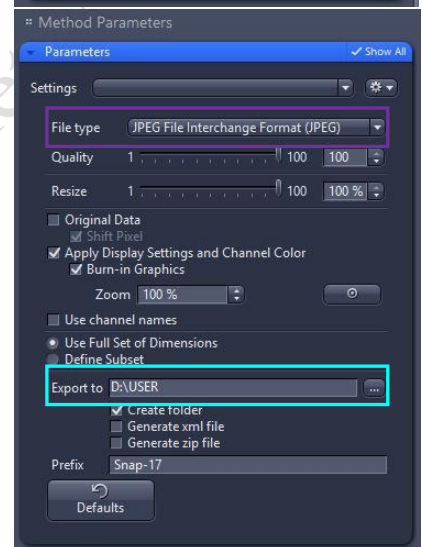 Method Parameters
Parameters Show All
Settings
File type JPEG File Interchange Format (JPEG)
Quality 1 100 100
Resize 1 100 100 %
Original Data
Shift Pixel
Apply Display Settings and Channel Color
Burn-in Graphics
Zoom 100 %
Use channel names
Use Full Set of Dimensions
Define Subset
Export to D:\USER ...
Create folder
Generate xml file
Generate zip file
Prefix Snap-17
Defaults